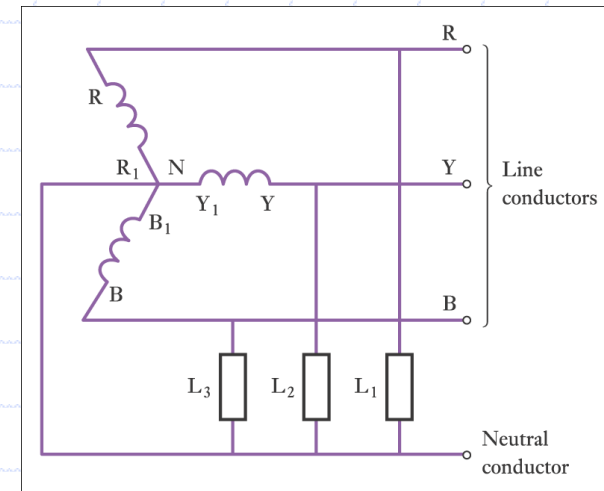 R
R
R₁ N
Y
Line
conductors
Y₁ Y
B₁
B
B
L₃ L₂ L₁
Neutral
conductor